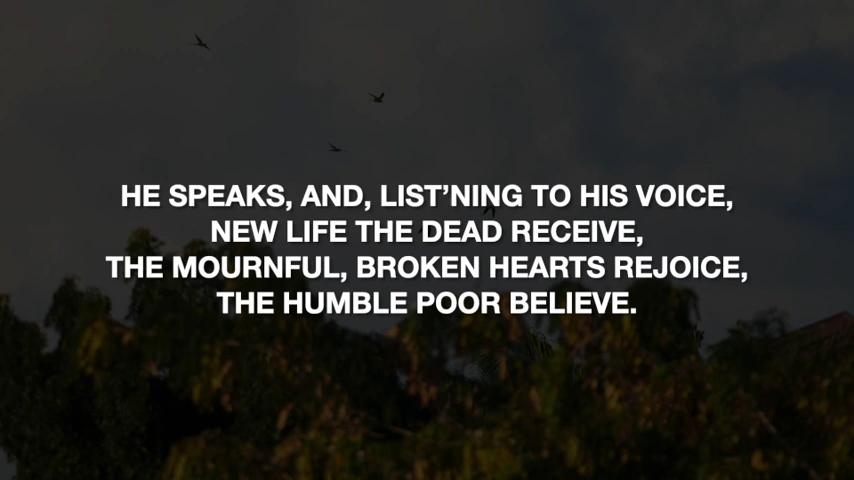 HE SPEAKS, AND, LIST’NING TO HIS VOICE,
NEW LIFE THE DEAD RECEIVE,
THE MOURNFUL, BROKEN HEARTS REJOICE,
THE HUMBLE POOR BELIEVE.